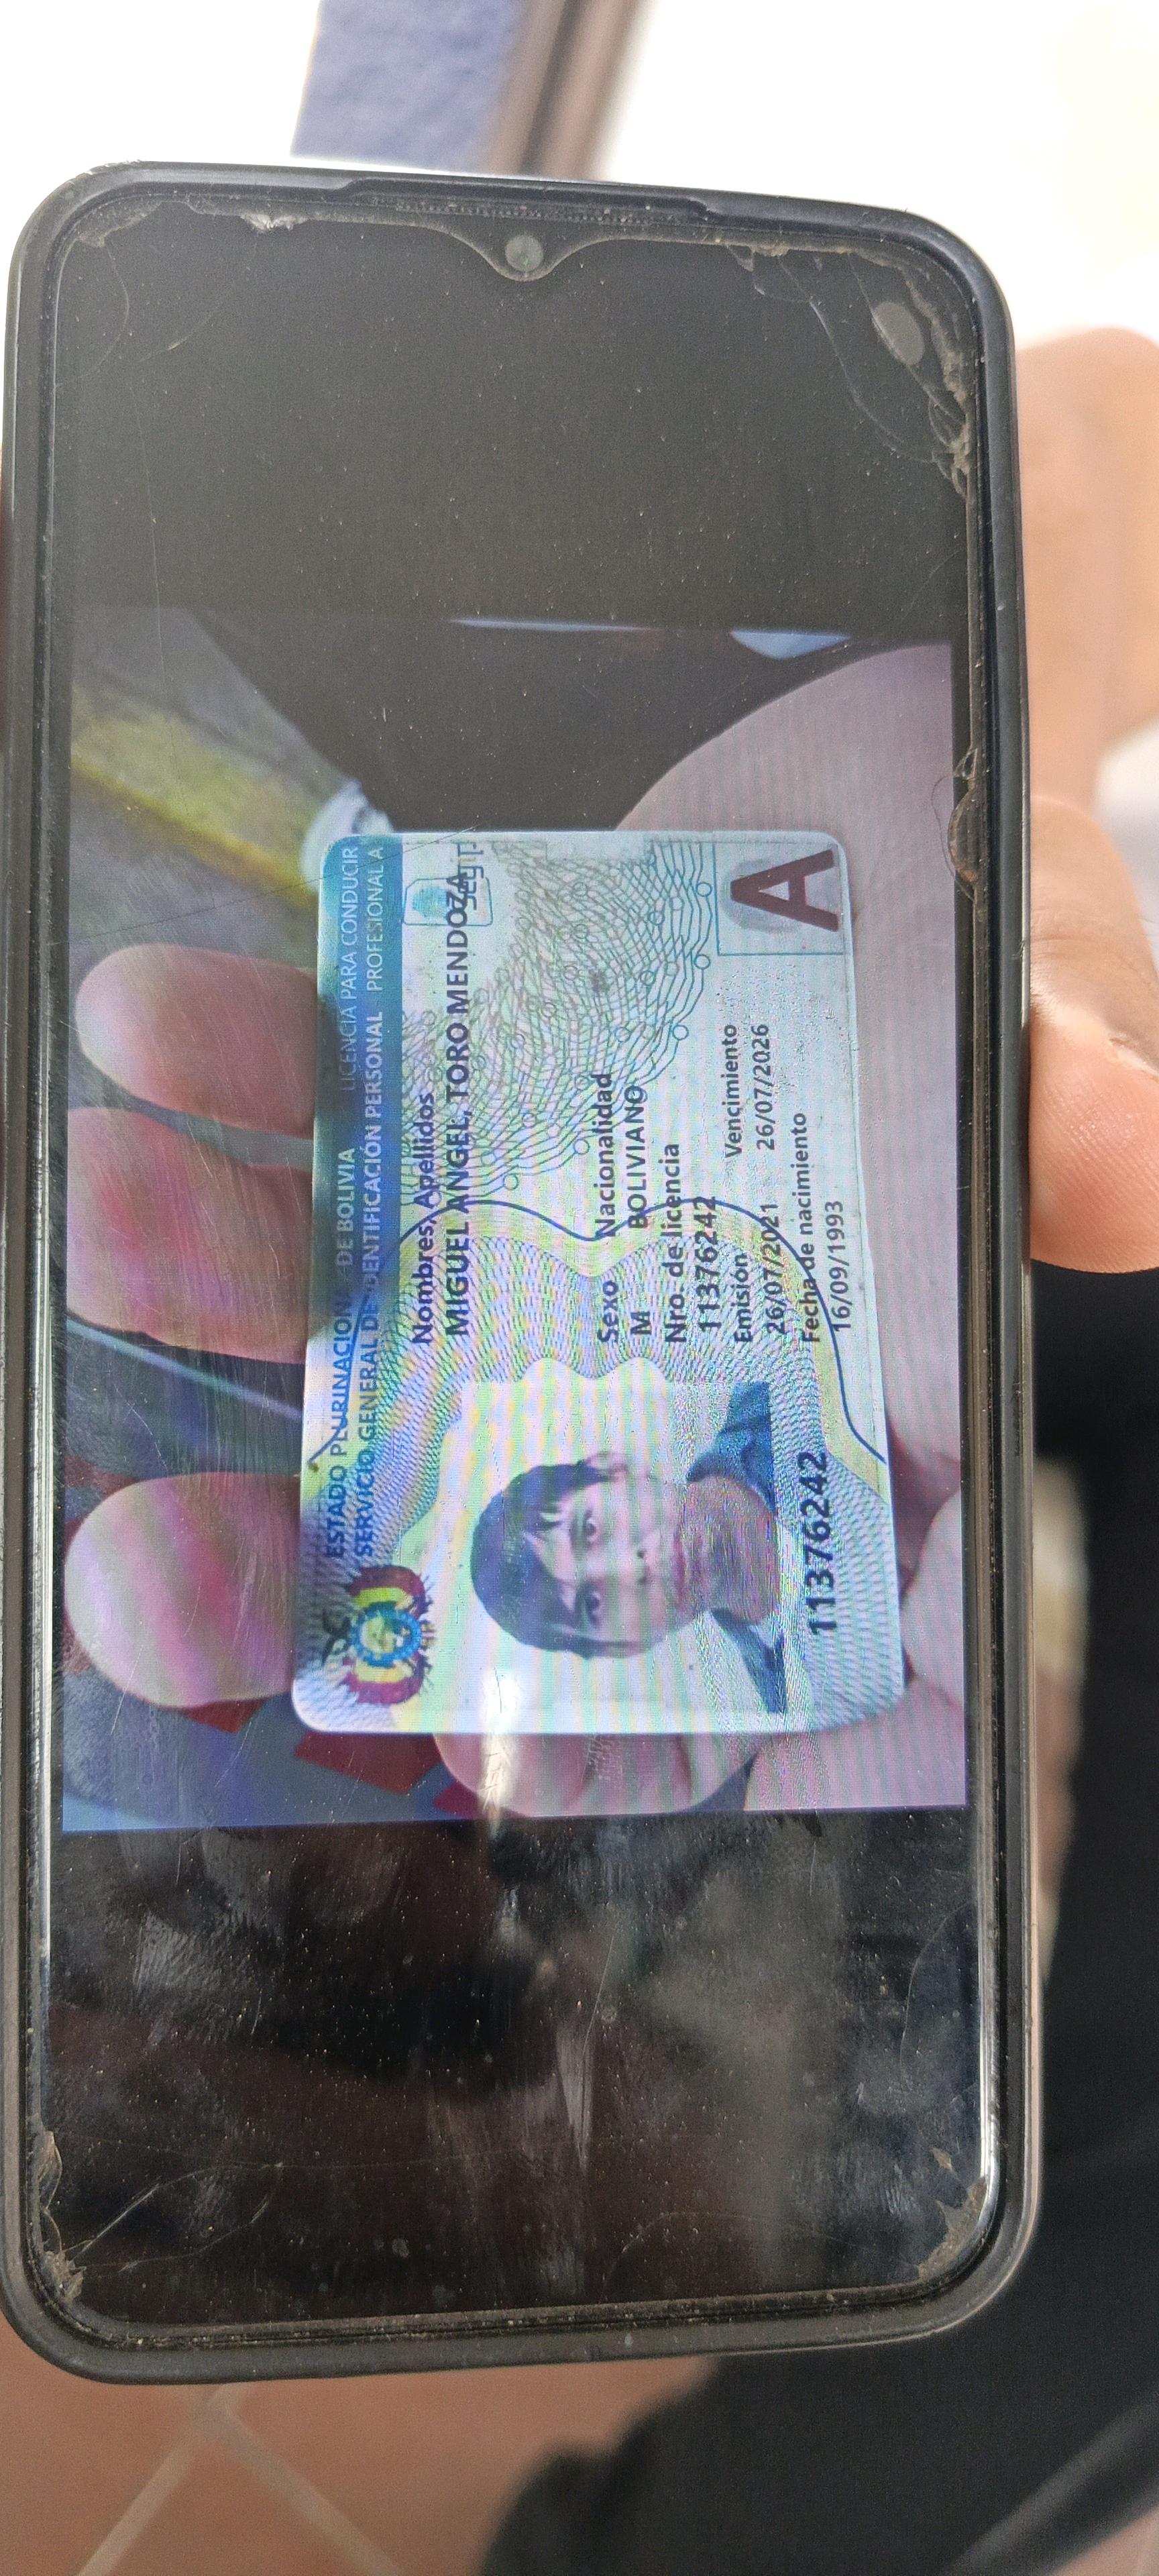 ESTADO PLURINACIONAL DE BOLIVIA LICENCIA PARA CONDUCIR
SERVICIO GENERAL DE IDENTIFICACIÓN PERSONAL PROFESIONAL A
segip
Nombres, Apellidos
MIGUEL ANGEL, TORO MENDOZA
Sexo Nacionalidad
M BOLIVIANO
Nro. de licencia
11376242
Emisión Vencimiento
26/07/2021 26/07/2026
Fecha de nacimiento
16/09/1993
11376242
A